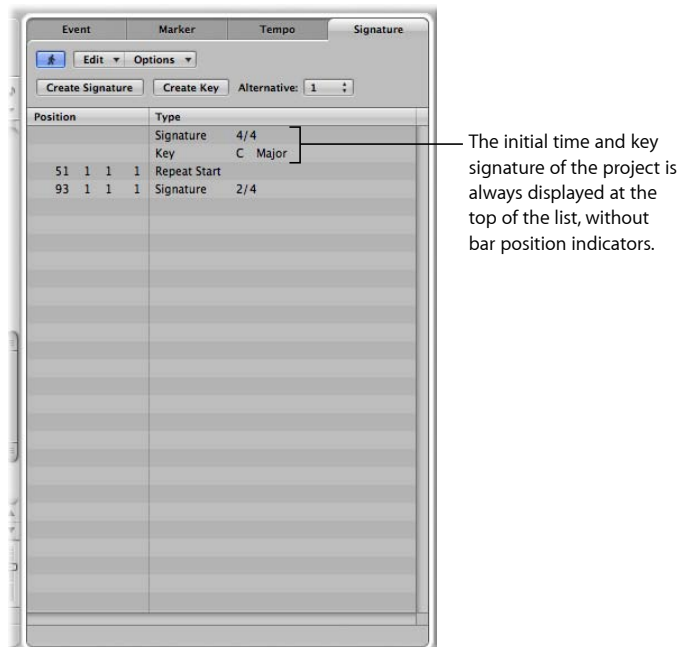 Event Marker Tempo Signature
Edit Options
Create Signature Create Key Alternative: 1
Position Type
Signature 4/4
Key C Major
51 1 1 1 Repeat Start
93 1 1 1 Signature 2/4
The initial time and key
signature of the project is
always displayed at the
top of the list, without
bar position indicators.